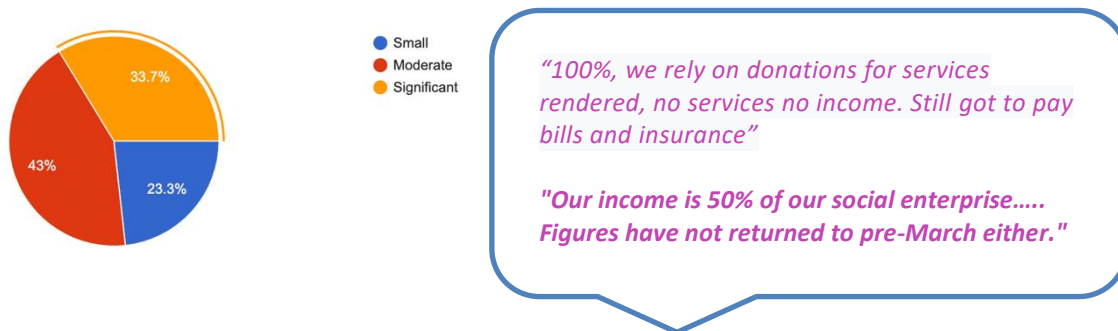 33.7%
43%
23.3%
Small
Moderate
Significant
“100%, we rely on donations for services
rendered, no services no income. Still got to pay
bills and insurance”
"Our income is 50% of our social enterprise…..
Figures have not returned to pre-March either."